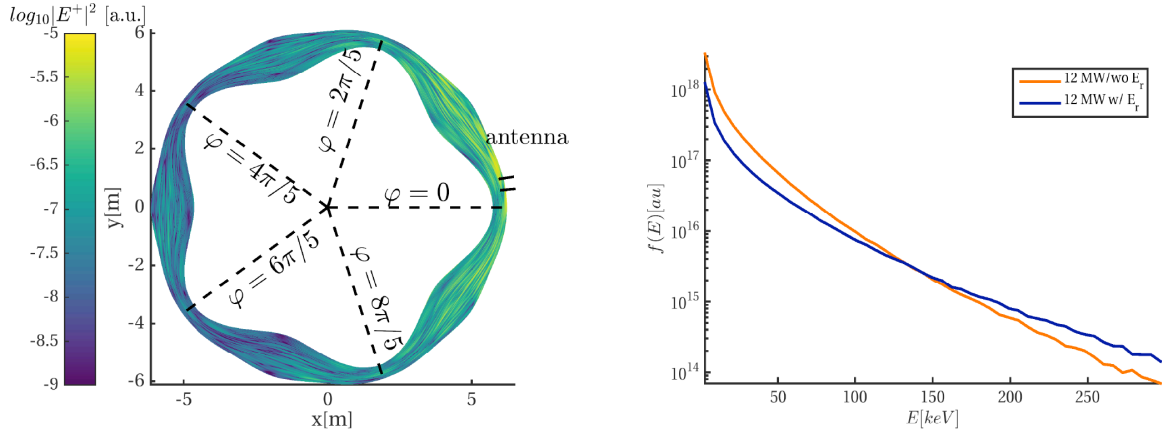 log₁₀|E⁺|² [a.u.]
-5
-5.5
-6
-6.5
-7
-7.5
-8
-8.5
-9
6
4
2
0
-2
-4
-6
y[m]
-5
0
5
x[m]
φ = 2π/5
φ = 4π/5
φ = 0
φ = 6π/5
φ = 8π/5
antenna
12 MW/wo Eᵣ
12 MW w/ Eᵣ
10¹⁸
10¹⁷
10¹⁶
10¹⁵
10¹⁴
f(E)[au]
50
100
150
200
250
E[keV]